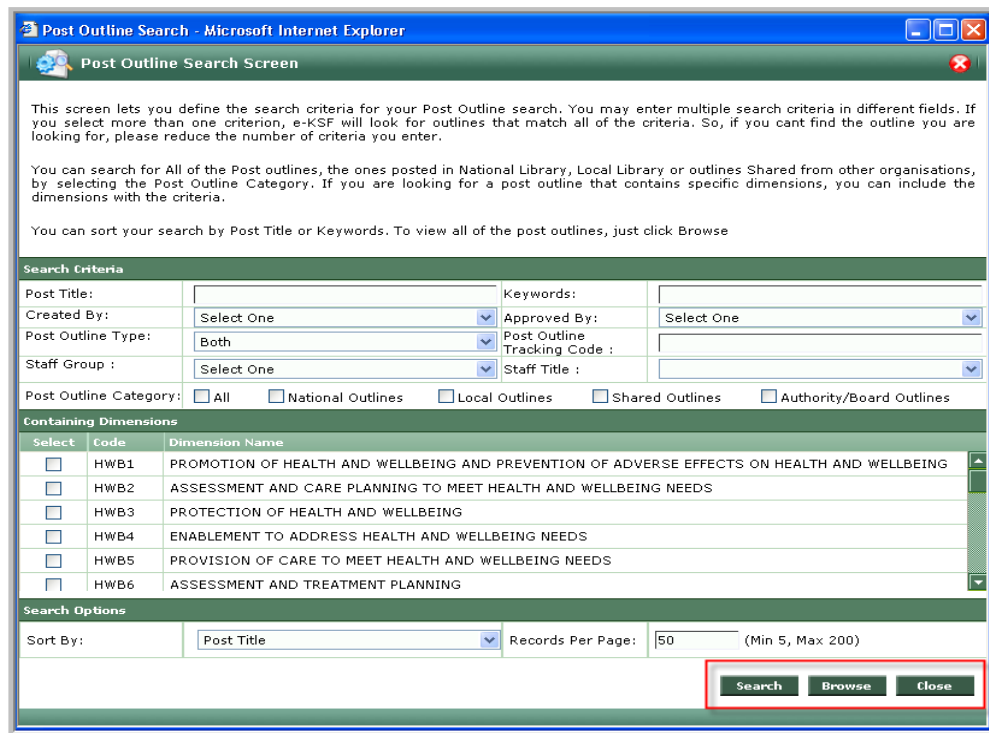 Post Outline Search - Microsoft Internet Explorer
Post Outline Search Screen
This screen lets you define the search criteria for your Post Outline search. You may enter multiple search criteria in different fields. If
you select more than one criterion, e-KSF will look for outlines that match all of the criteria. So, if you cant find the outline you are
looking for, please reduce the number of criteria you enter.
You can search for All of the Post outlines, the ones posted in National Library, Local Library or outlines Shared from other organisations,
by selecting the Post Outline Category. If you are looking for a post outline that contains specific dimensions, you can include the
dimensions with the criteria.
You can sort your search by Post Title or Keywords. To view all of the post outlines, just click Browse
Search Criteria
Post Title: Keywords:
Created By: Select One Approved By: Select One
Post Outline Type: Both Post Outline
Tracking Code :
Staff Group : Select One Staff Title :
Post Outline Category: All National Outlines Local Outlines Shared Outlines Authority/Board Outlines
Containing Dimensions
Select Code Dimension Name
HWB1 PROMOTION OF HEALTH AND WELLBEING AND PREVENTION OF ADVERSE EFFECTS ON HEALTH AND WELLBEING
HWB2 ASSESSMENT AND CARE PLANNING TO MEET HEALTH AND WELLBEING NEEDS
HWB3 PROTECTION OF HEALTH AND WELLBEING
HWB4 ENABLEMENT TO ADDRESS HEALTH AND WELLBEING NEEDS
HWB5 PROVISION OF CARE TO MEET HEALTH AND WELLBEING NEEDS
HWB6 ASSESSMENT AND TREATMENT PLANNING
Search Options
Sort By: Post Title Records Per Page: 50 (Min 5, Max 200)
Search Browse Close